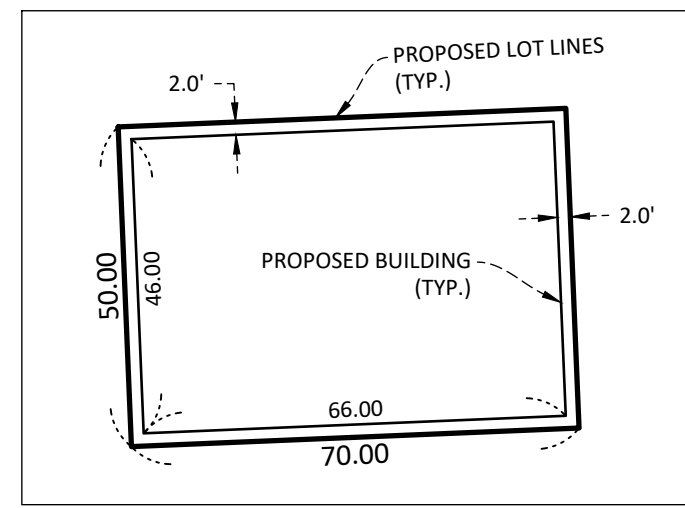 PROPOSED LOT LINES
(TYP.)
2.0'
2.0'
PROPOSED BUILDING
(TYP.)
50.00
46.00
66.00
70.00